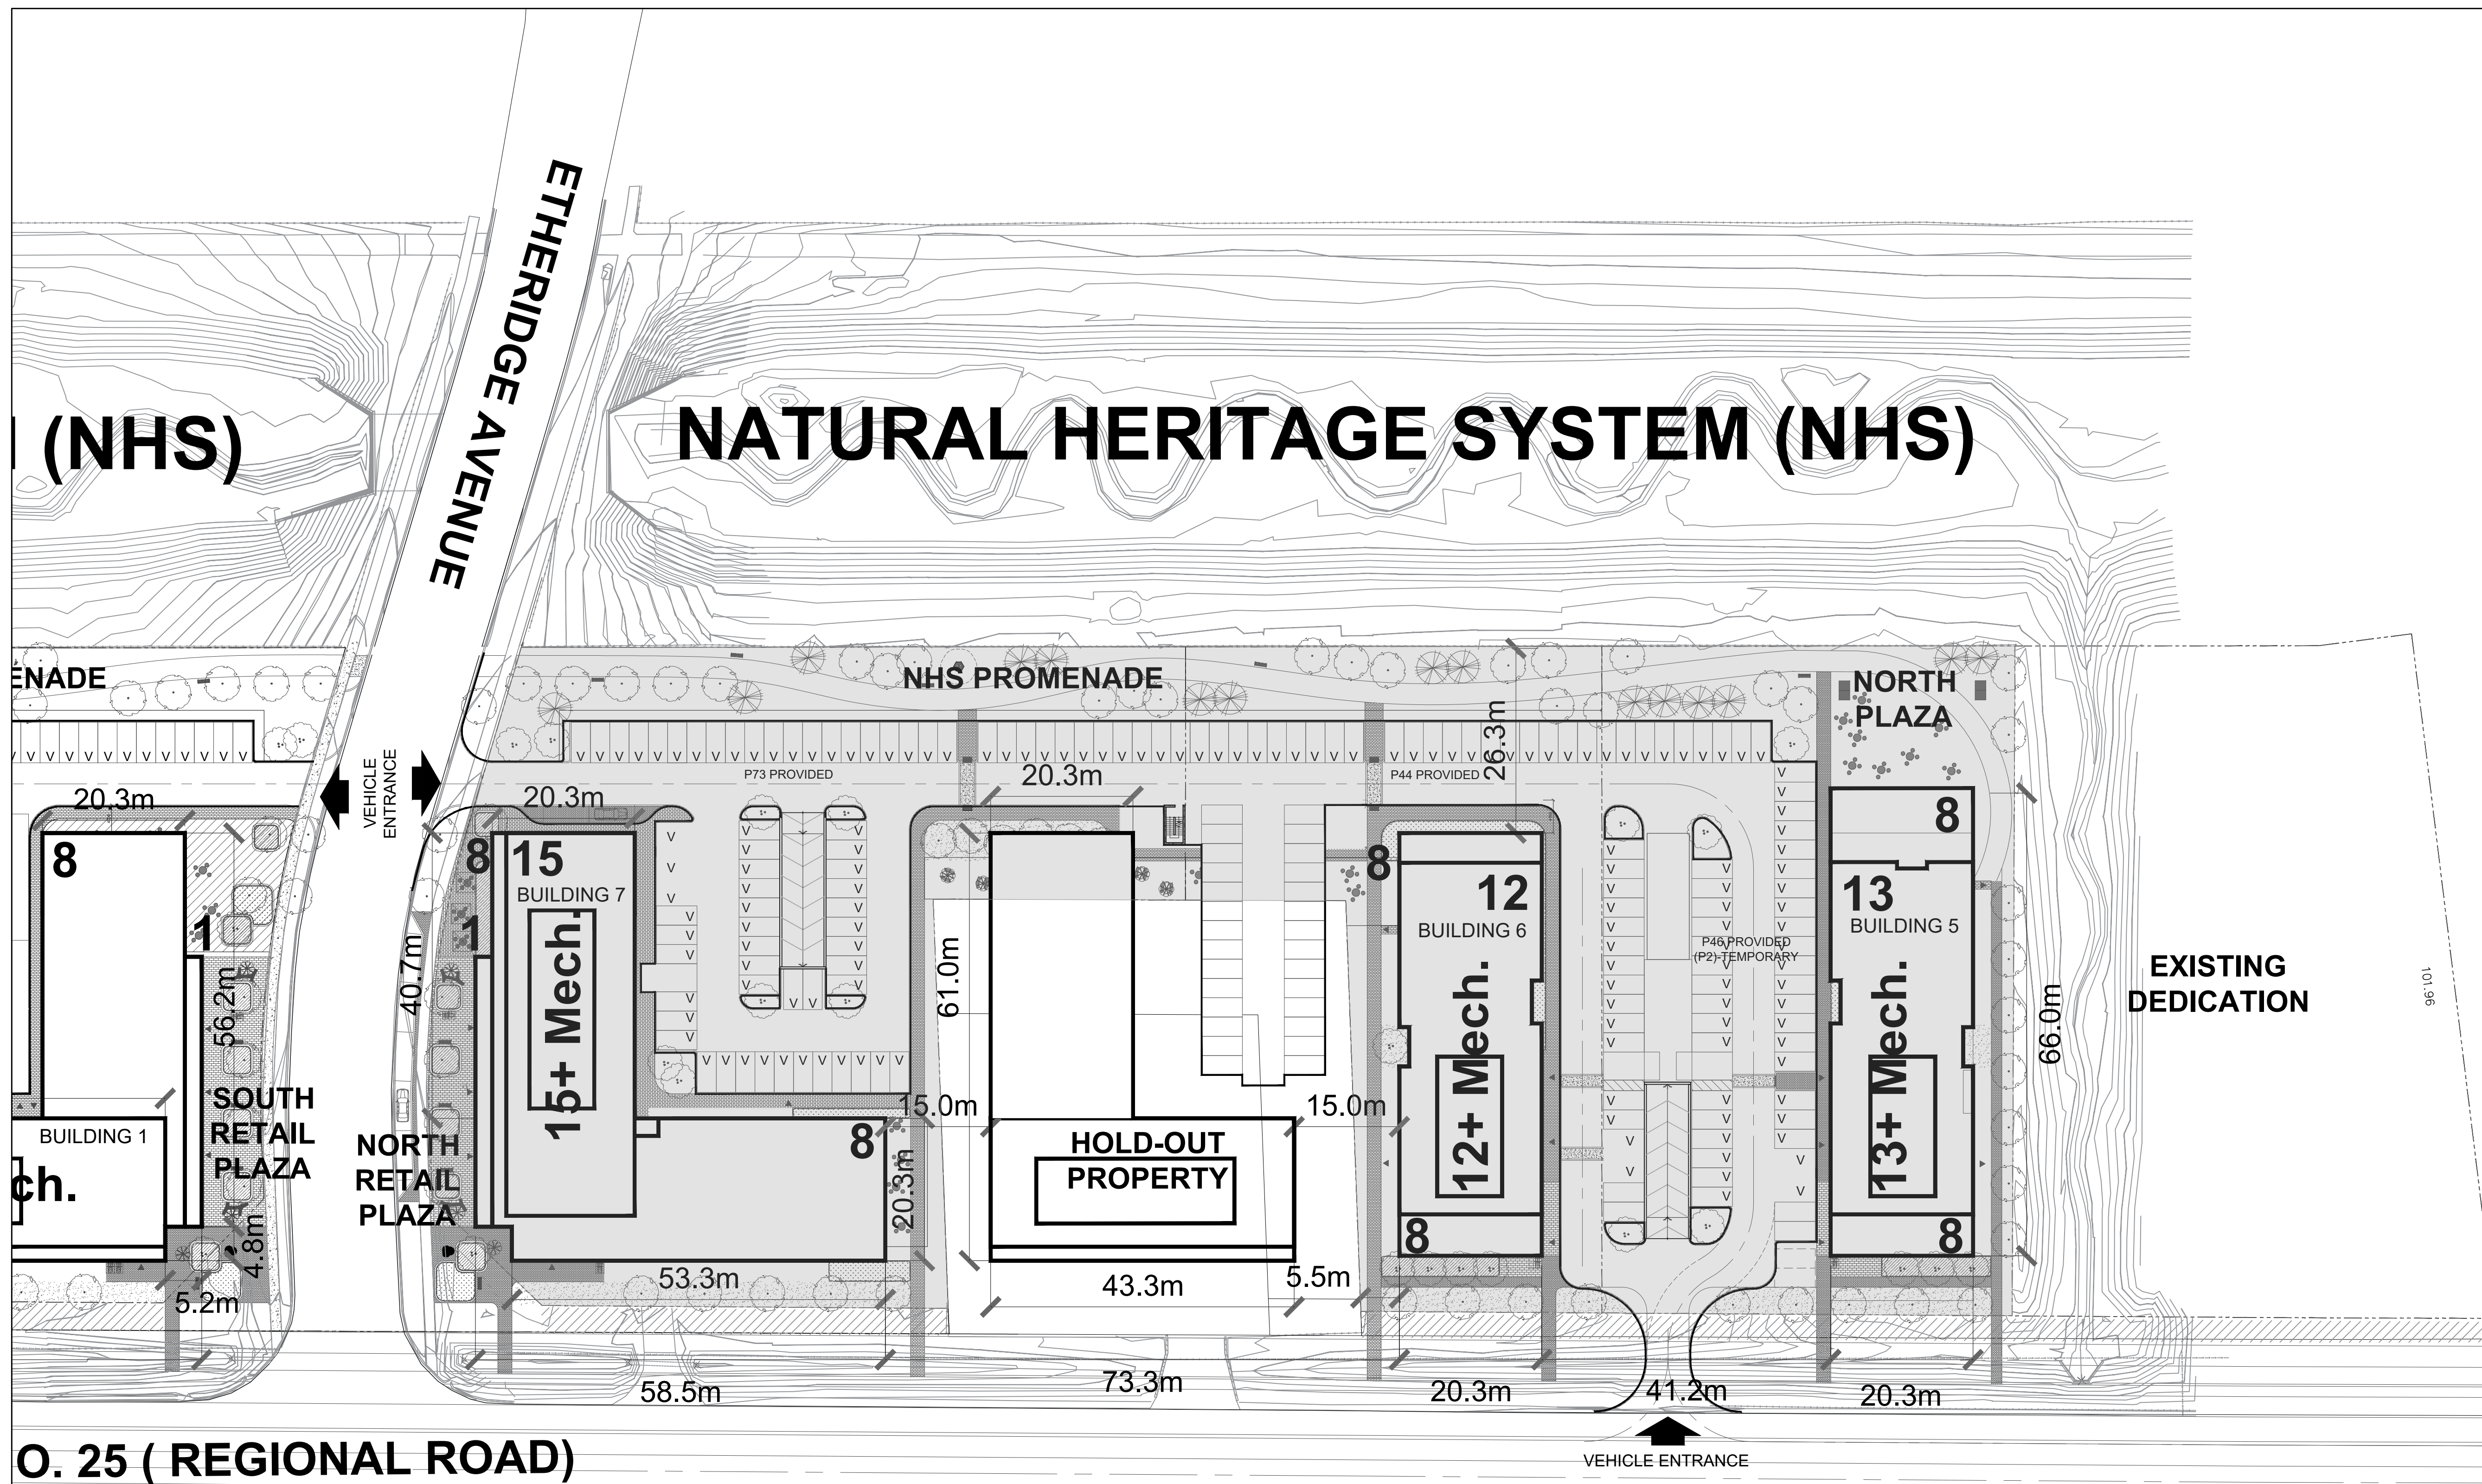 ETHERIDGE AVENUE
(NHS)
NATURAL HERITAGE SYSTEM (NHS)
ENADE
NHS PROMENADE
NORTH
PLAZA
VEHICLE
ENTRANCE
P73 PROVIDED
20.3m
P44 PROVIDED
26.3m
20.3m
20.3m
8
8
15
BUILDING 7
15+ Mech.
8
12
BUILDING 6
12+ Mech.
8
13
BUILDING 5
13+ Mech.
P46 PROVIDED
(P2)-TEMPORARY
1
1
40.7m
56.2m
61.0m
66.0m
EXISTING
DEDICATION
101.96
SOUTH
RETAIL
PLAZA
BUILDING 1
ch.
NORTH
RETAIL
PLAZA
15.0m
15.0m
8
HOLD-OUT
PROPERTY
20.3m
4.8m
8
8
5.2m
53.3m
43.3m
5.5m
58.5m
73.3m
20.3m
41.2m
20.3m
VEHICLE ENTRANCE
O. 25 ( REGIONAL ROAD)